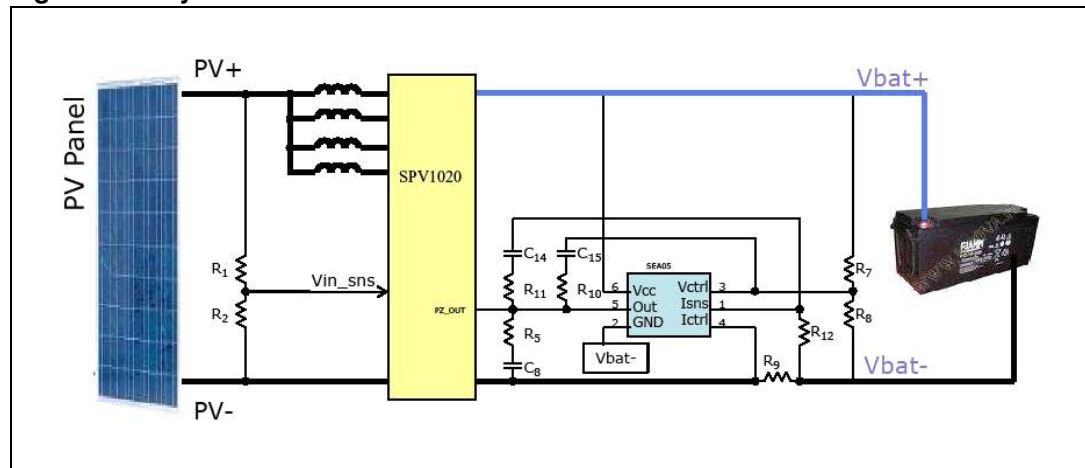 PV+
Vbat+
PV Panel
SPV1020
C14
C15
SEA05
R1
Vin_sns
R11
R10
6 Vcc
Vctrl 3
R7
PZ_OUT
5 Out
Isns 1
R2
2 GND
Ictrl 4
R8
R5
R12
Vbat-
C8
R9
Vbat-
PV-
FIAMM